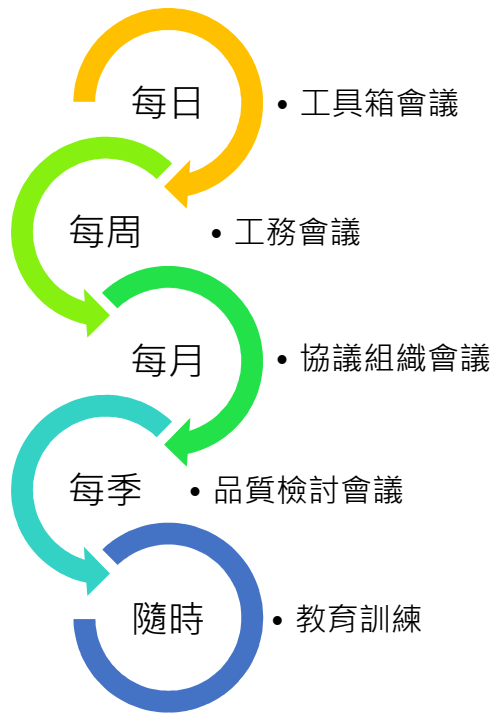 每日 • 工具箱會議
每周 • 工務會議
每月 • 協議組織會議
每季 • 品質檢討會議
隨時 • 教育訓練